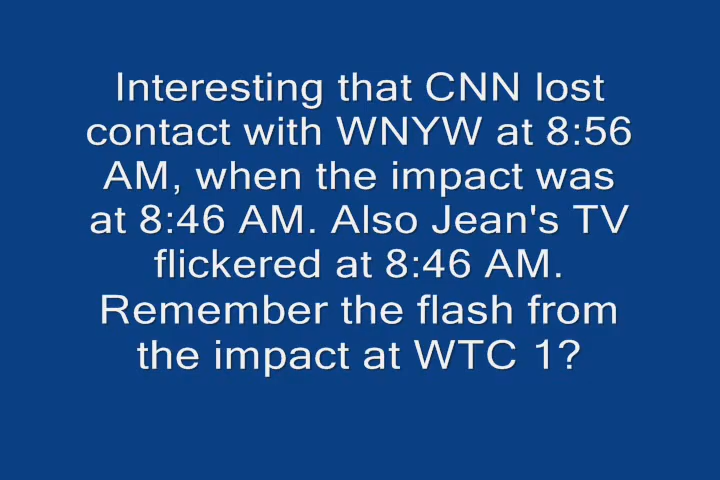 Interesting that CNN lost
contact with WNYW at 8:56
AM, when the impact was
at 8:46 AM. Also Jean's TV
flickered at 8:46 AM.
Remember the flash from
the impact at WTC 1?